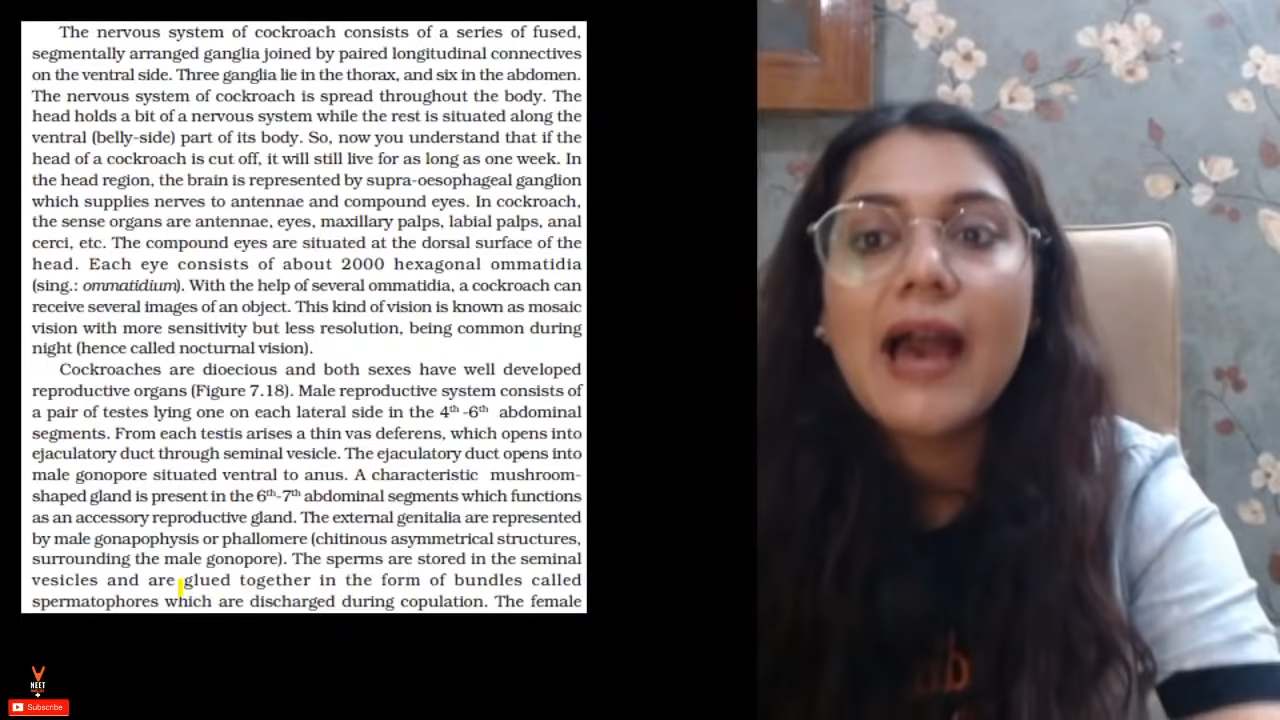 The nervous system of cockroach consists of a series of fused,
segmentally arranged ganglia joined by paired longitudinal connectives
on the ventral side. Three ganglia lie in the thorax, and six in the abdomen.
The nervous system of cockroach is spread throughout the body. The
head holds a bit of a nervous system while the rest is situated along the
ventral (belly-side) part of its body. So, now you understand that if the
head of a cockroach is cut off, it will still live for as long as one week. In
the head region, the brain is represented by supra-oesophageal ganglion
which supplies nerves to antennae and compound eyes. In cockroach,
the sense organs are antennae, eyes, maxillary palps, labial palps, anal
cerci, etc. The compound eyes are situated at the dorsal surface of the
head. Each eye consists of about 2000 hexagonal ommatidia
(sing.: ommatidium). With the help of several ommatidia, a cockroach can
receive several images of an object. This kind of vision is known as mosaic
vision with more sensitivity but less resolution, being common during
night (hence called nocturnal vision).
Cockroaches are dioecious and both sexes have well developed
reproductive organs (Figure 7.18). Male reproductive system consists of
a pair of testes lying one on each lateral side in the 4th -6th abdominal
segments. From each testis arises a thin vas deferens, which opens into
ejaculatory duct through seminal vesicle. The ejaculatory duct opens into
male gonopore situated ventral to anus. A characteristic mushroom-
shaped gland is present in the 6th-7th abdominal segments which functions
as an accessory reproductive gland. The external genitalia are represented
by male gonapophysis or phallomere (chitinous asymmetrical structures,
surrounding the male gonopore). The sperms are stored in the seminal
vesicles and are glued together in the form of bundles called
spermatophores which are discharged during copulation. The female
NEET
Subscribe